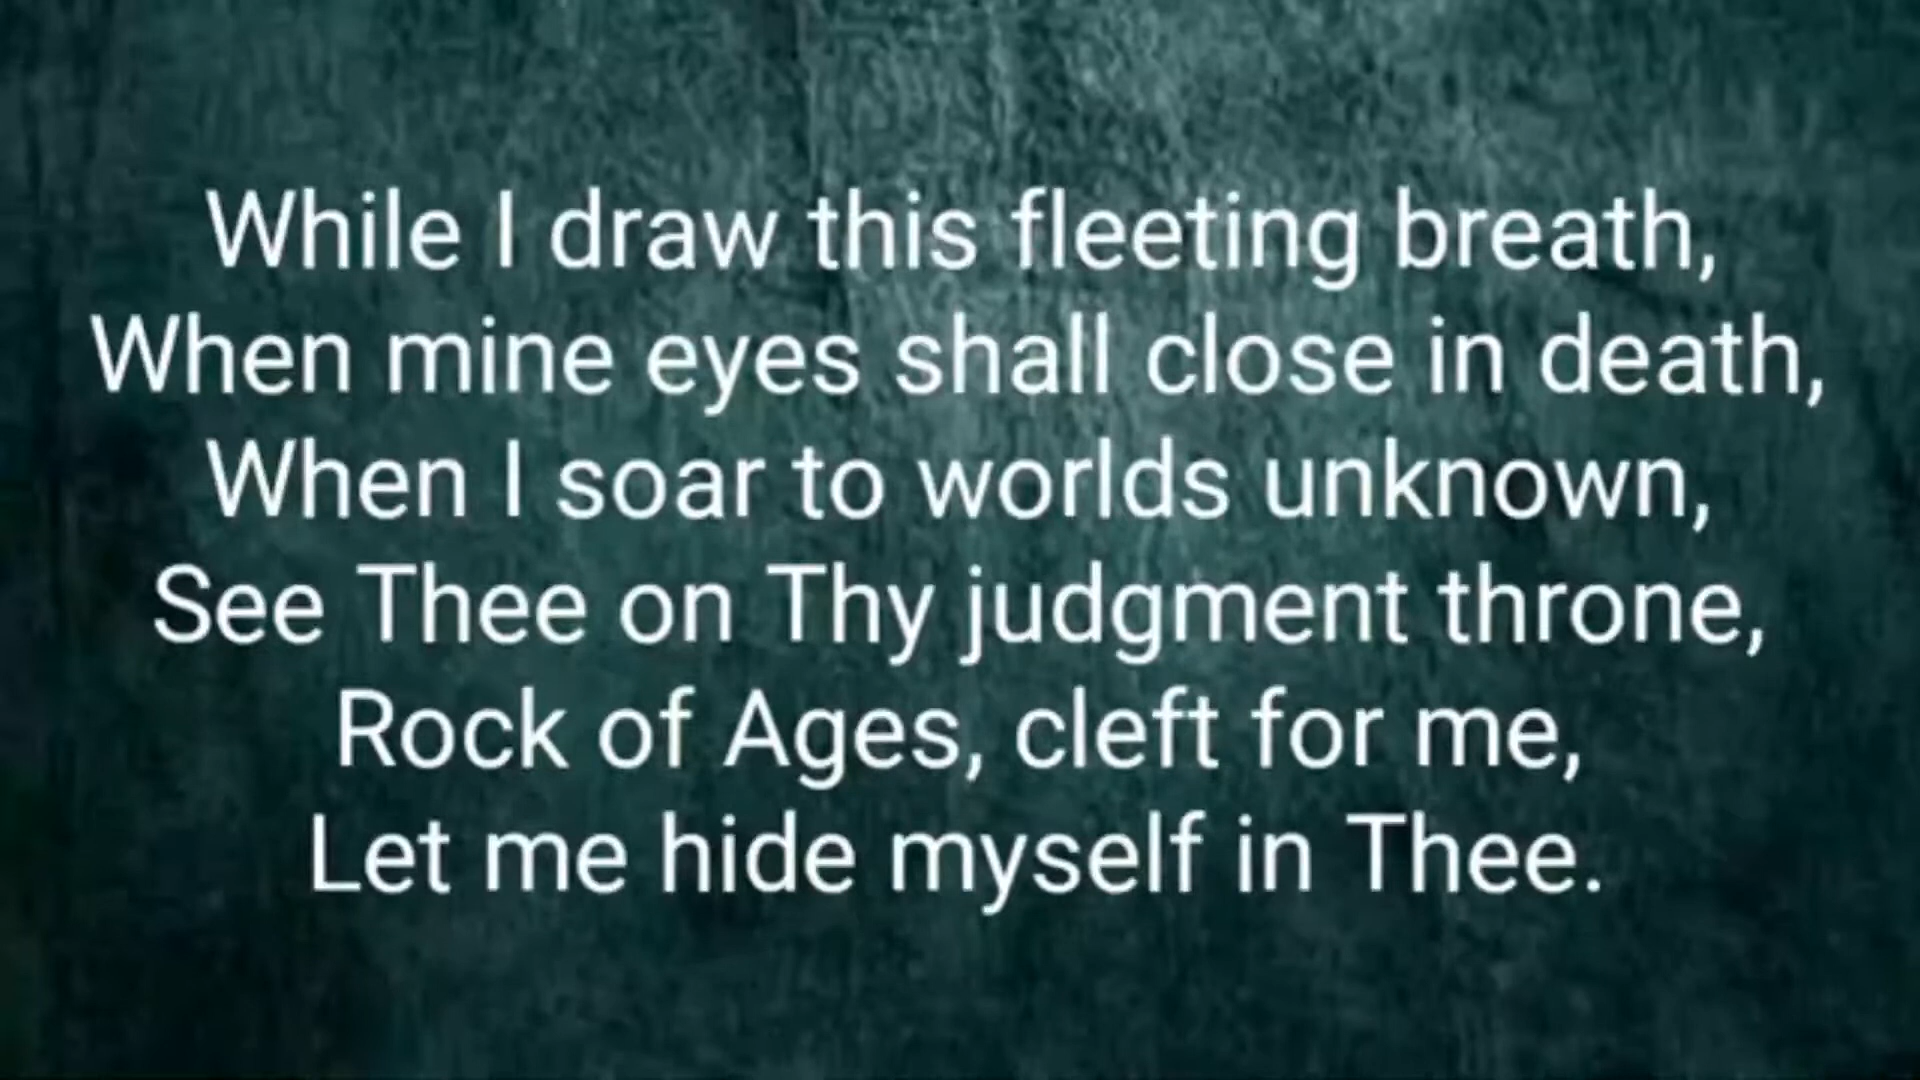 While I draw this fleeting breath,
When mine eyes shall close in death,
When I soar to worlds unknown,
See Thee on Thy judgment throne,
Rock of Ages, cleft for me,
Let me hide myself in Thee.